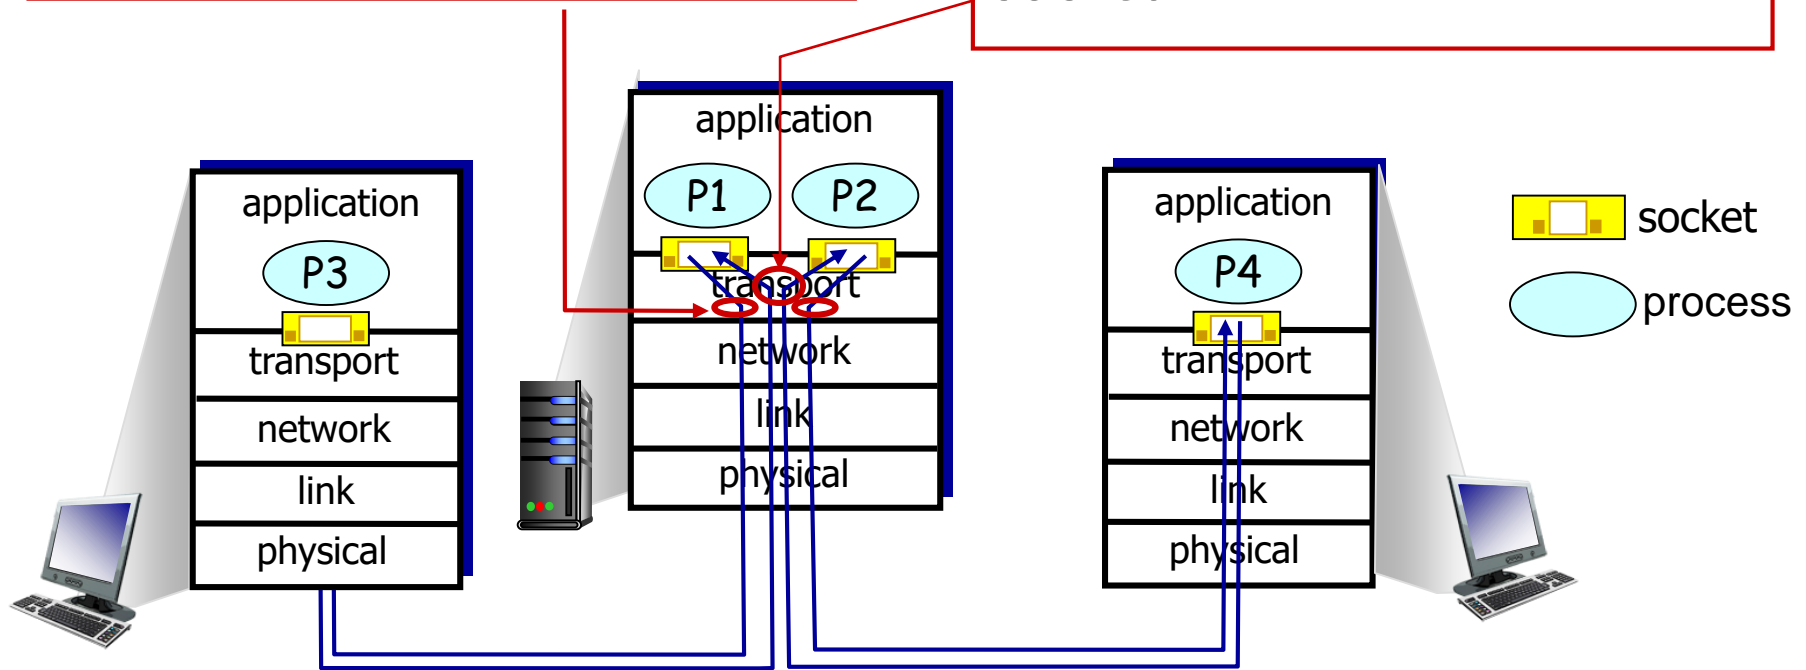 application
P1 P2
transport
network
link
physical
application
P3
transport
network
link
physical
application
P4
transport
network
link
physical
socket
process